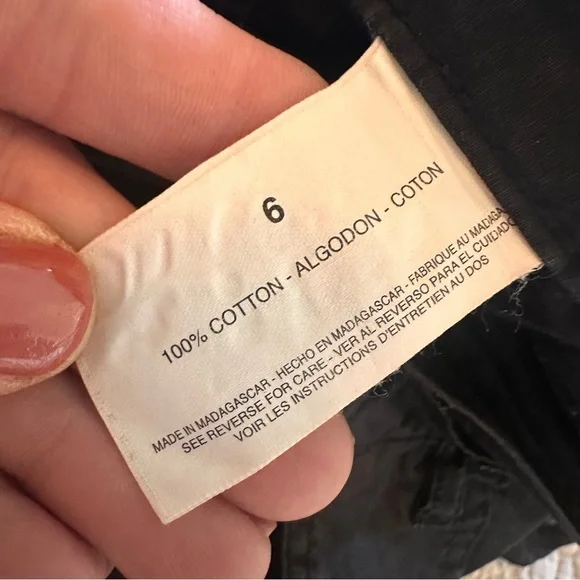 6
100% COTTON - ALGODON - COTON
MADE IN MADAGASCAR - HECHO EN MADAGASCAR - FABRIQUE AU
SEE REVERSE FOR CARE - VER AL REVERSO PARA EL CUIDADO
VOIR LES INSTRUCTIONS D'ENTRETIEN AU DOS